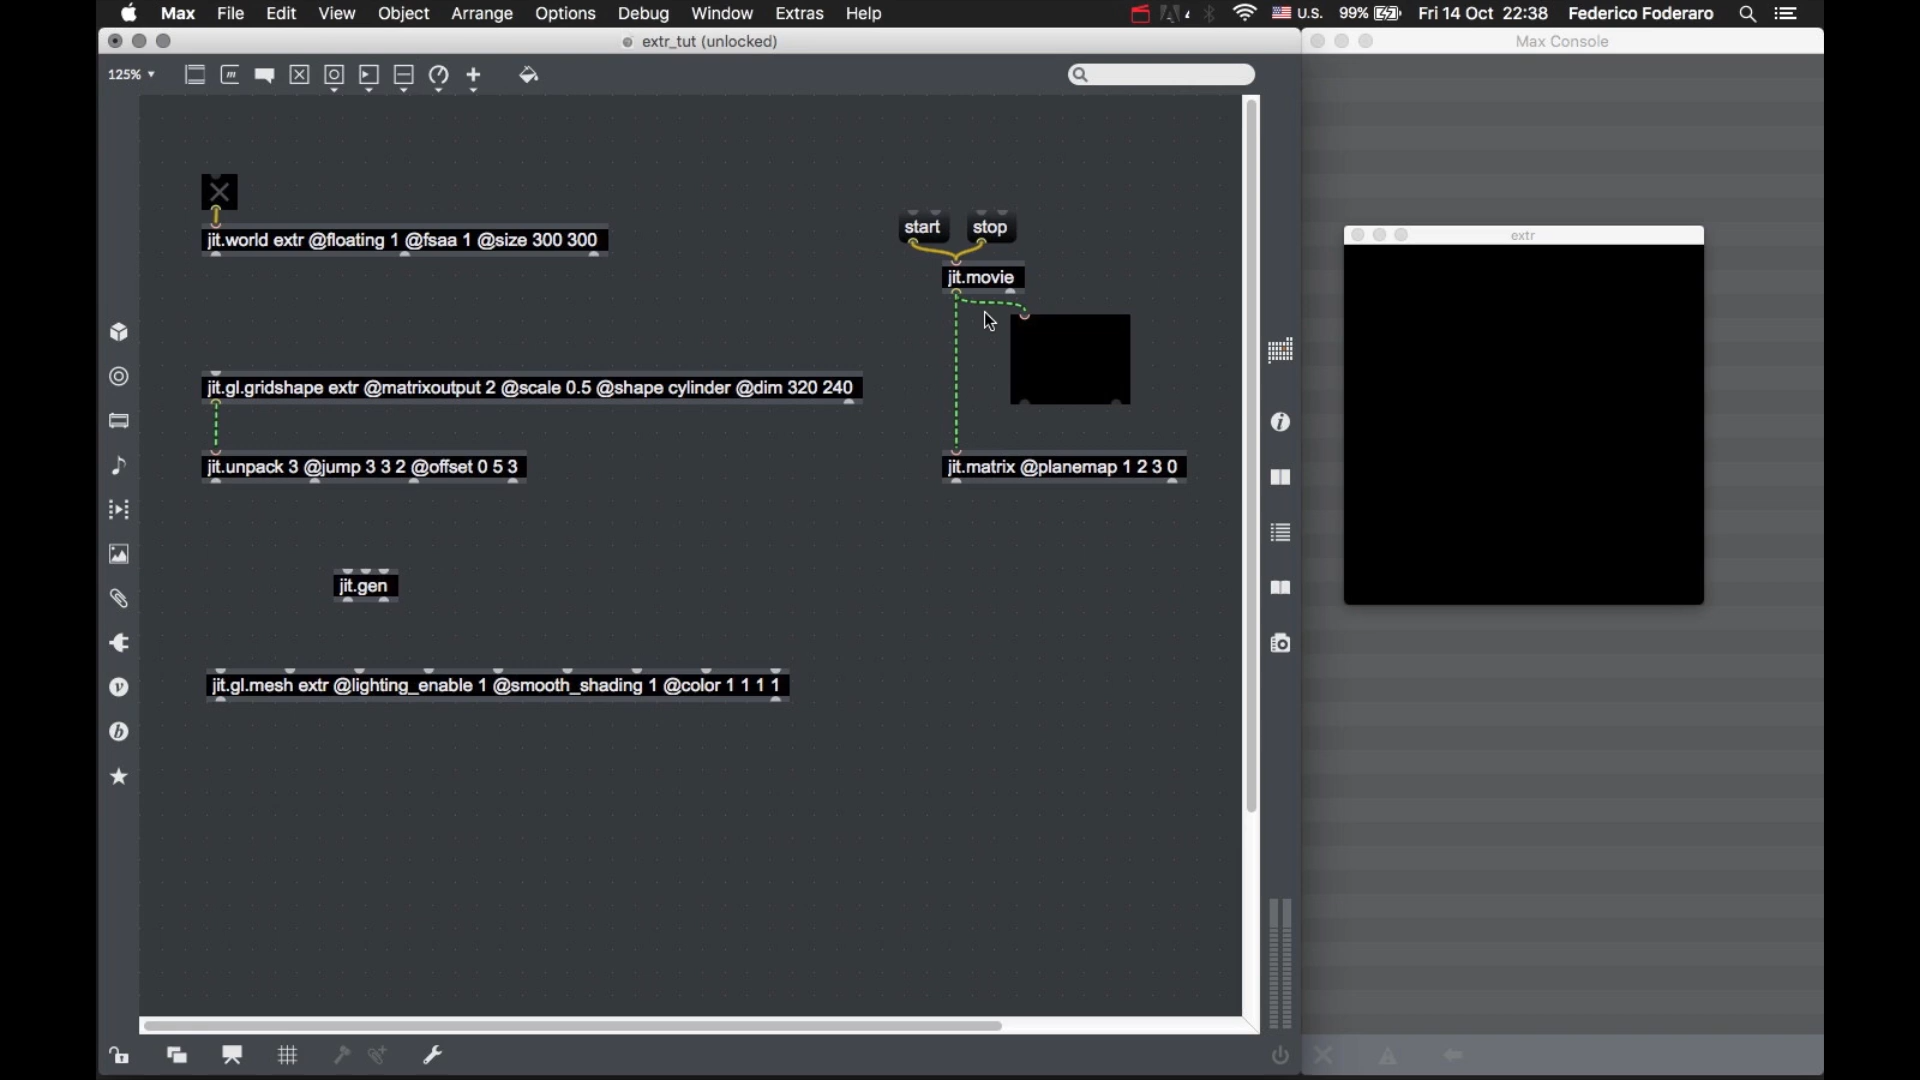 Max File Edit View Object Arrange Options Debug Window Extras Help
U.S. 99% Fri 14 Oct 22:38 Federico Foderaro
extr_tut (unlocked)
Max Console
125%
start stop
jit.world extr @floating 1 @fsaa 1 @size 300 300
extr
jit.movie
jit.gl.gridshape extr @matrixoutput 2 @scale 0.5 @shape cylinder @dim 320 240
jit.unpack 3 @jump 3 3 2 @offset 0 5 3
jit.matrix @planemap 1 2 3 0
jit.gen
jit.gl.mesh extr @lighting_enable 1 @smooth_shading 1 @color 1 1 1 1